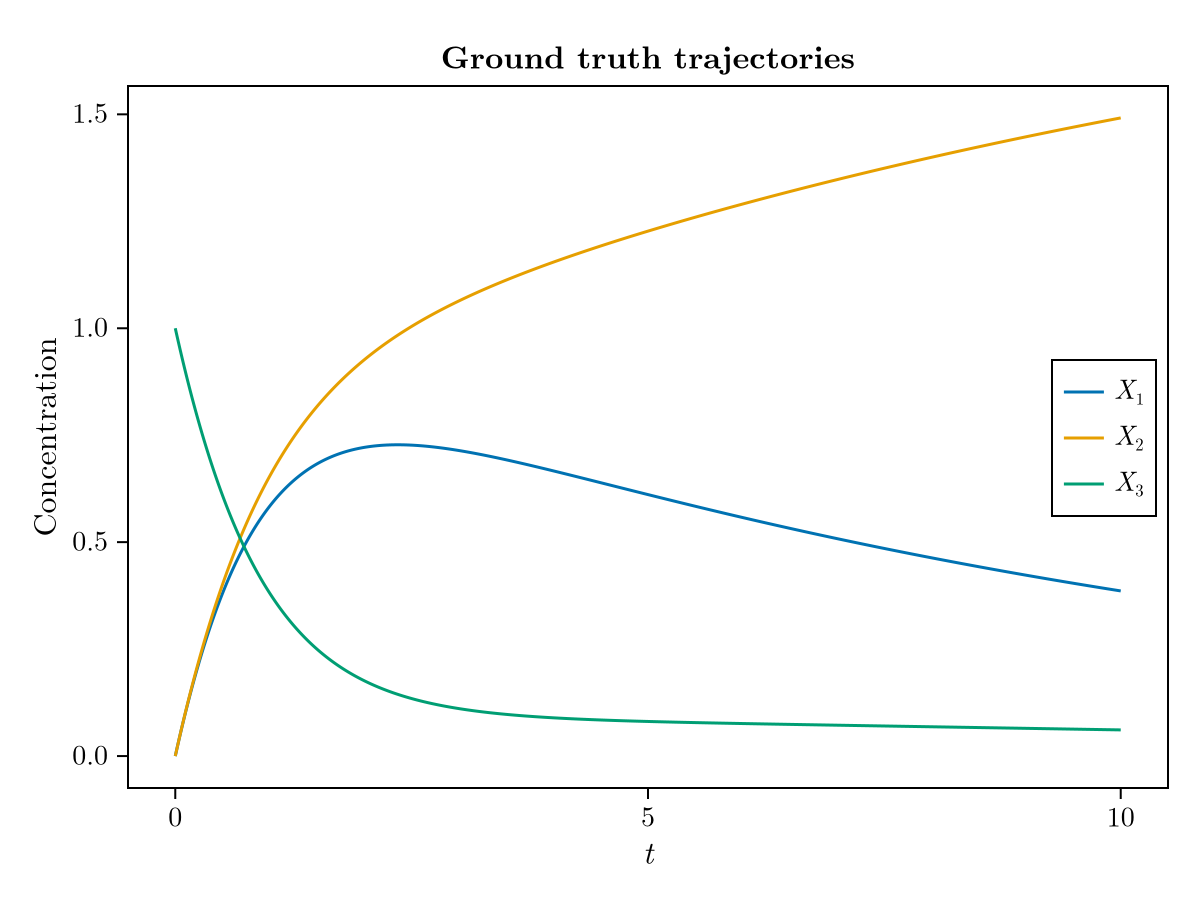 Ground truth trajectories
1.5
1.0
0.5
0.0
Concentration
X₁
X₂
X₃
0 5 10
t